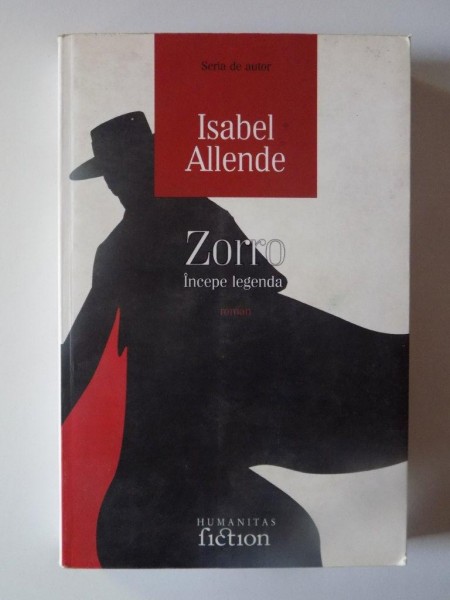 Seria de autor
Isabel
Allende
Zorro
Începe legenda
roman
HUMANITAS
fiction